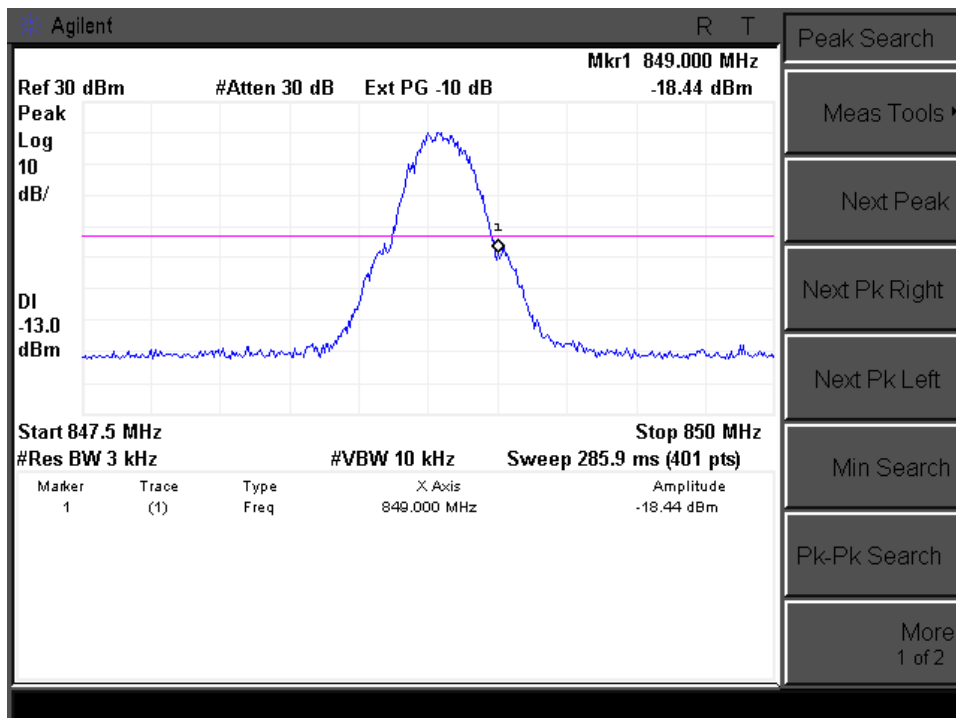 Agilent
R T
Mkr1 849.000 MHz
Ref 30 dBm #Atten 30 dB Ext PG -10 dB -18.44 dBm
Peak
Log
10
dB/
1
DI
-13.0
dBm
Start 847.5 MHz Stop 850 MHz
#Res BW 3 kHz #VBW 10 kHz Sweep 285.9 ms (401 pts)
Marker Trace Type X Axis Amplitude
1 (1) Freq 849.000 MHz -18.44 dBm
Peak Search
Meas Tools
Next Peak
Next Pk Right
Next Pk Left
Min Search
Pk-Pk Search
More
1 of 2